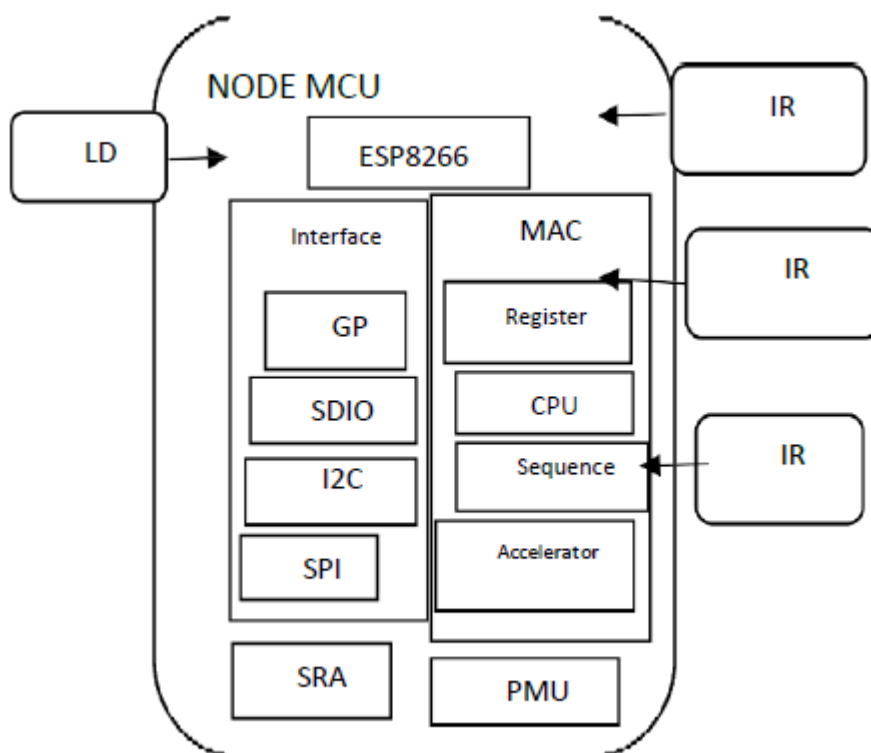 NODE MCU
LD
ESP8266
IR
Interface
GP
SDIO
I2C
SPI
MAC
Register
CPU
Sequence
Accelerator
IR
IR
SRA
PMU